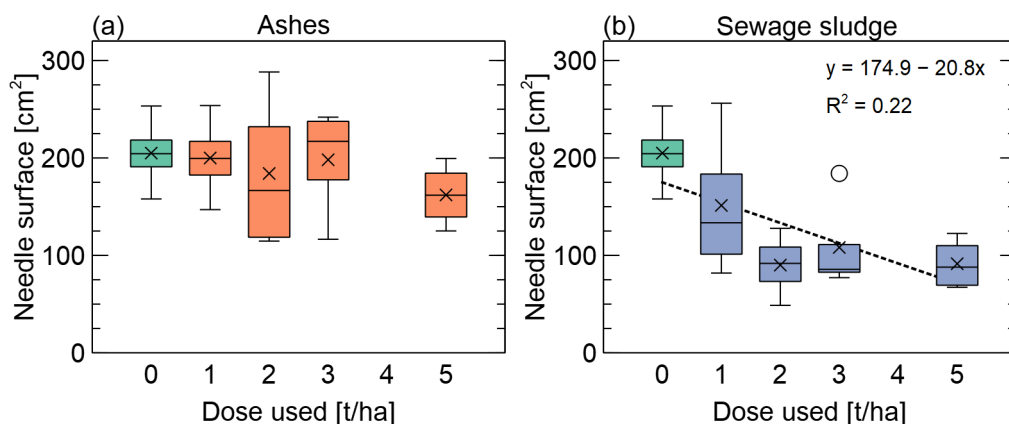 (a) Ashes
Needle surface [cm²]
300
200
100
0
0 1 2 3 4 5
Dose used [t/ha]
(b) Sewage sludge
y = 174.9 − 20.8x
R² = 0.22
Needle surface [cm²]
300
200
100
0
0 1 2 3 4 5
Dose used [t/ha]